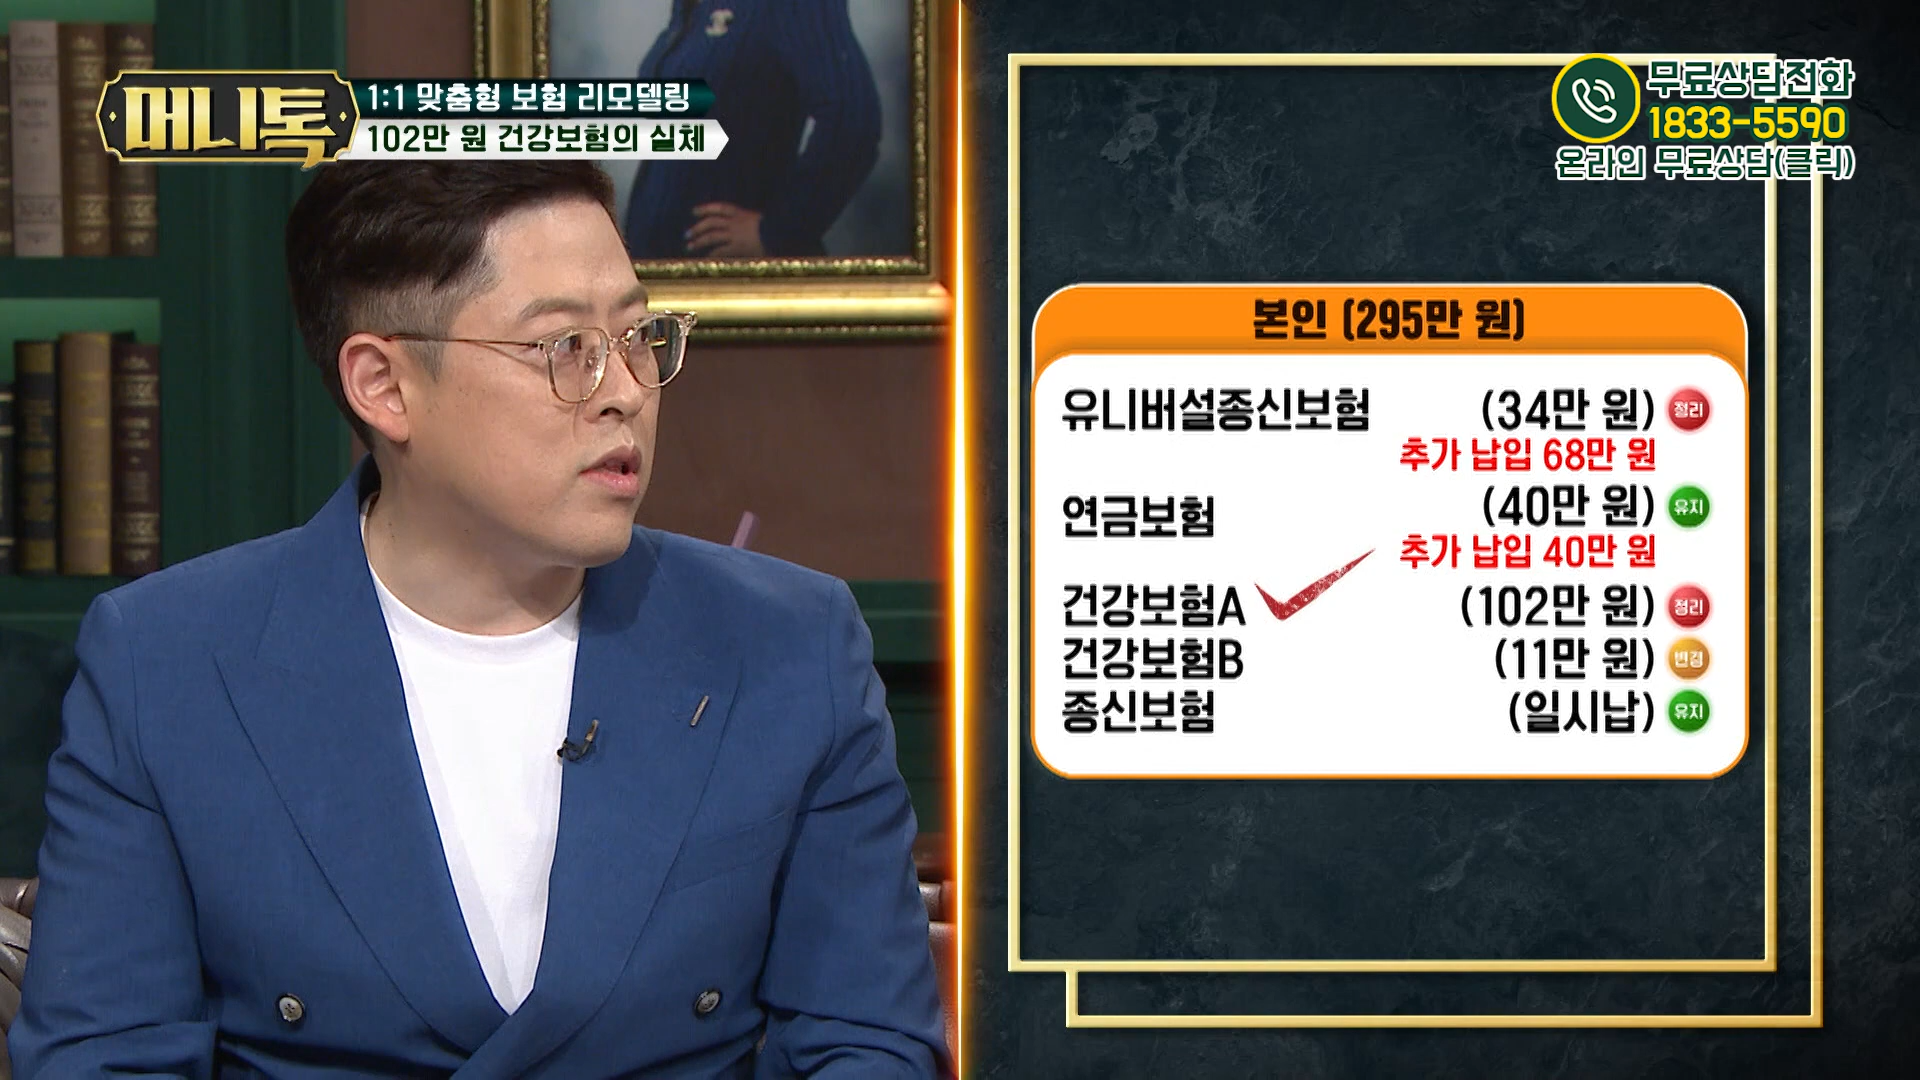 머니톡
1:1 맞춤형 보험 리모델링
102만 원 건강보험의 실체
무료상담전화
1833-5590
온라인 무료상담(클릭)
본인 (295만 원)
유니버설종신보험 (34만 원) 정리
추가 납입 68만 원
연금보험 (40만 원) 유지
추가 납입 40만 원
건강보험A (102만 원) 정리
건강보험B (11만 원) 변경
종신보험 (일시납) 유지